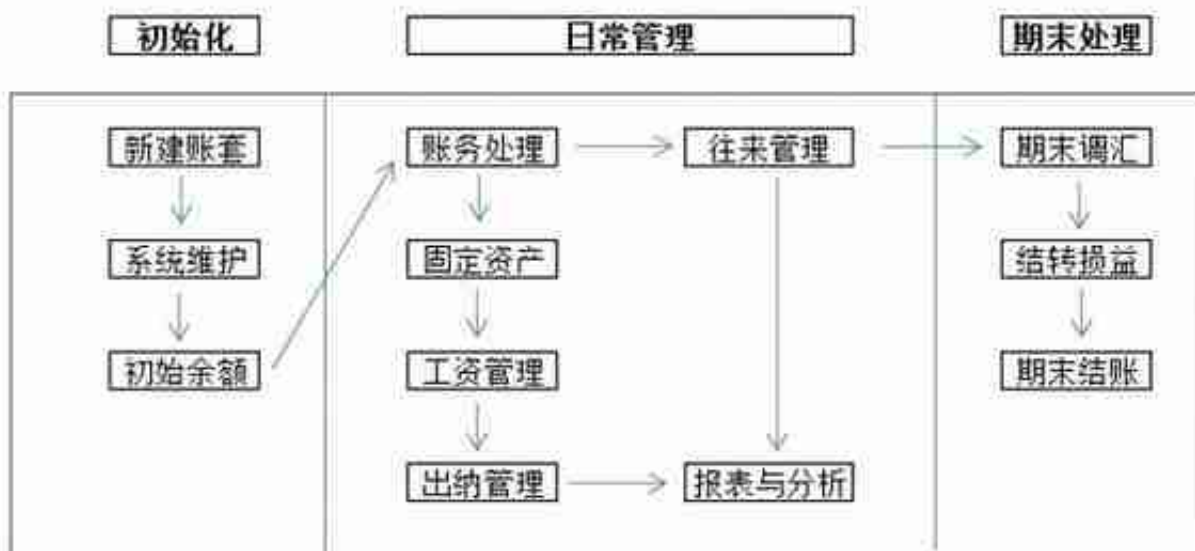 初始化
日常管理
期末处理
新建账套
账务处理
往来管理
期末调汇
系统维护
固定资产
结转损益
初始余额
工资管理
期末结账
出纳管理
报表与分析